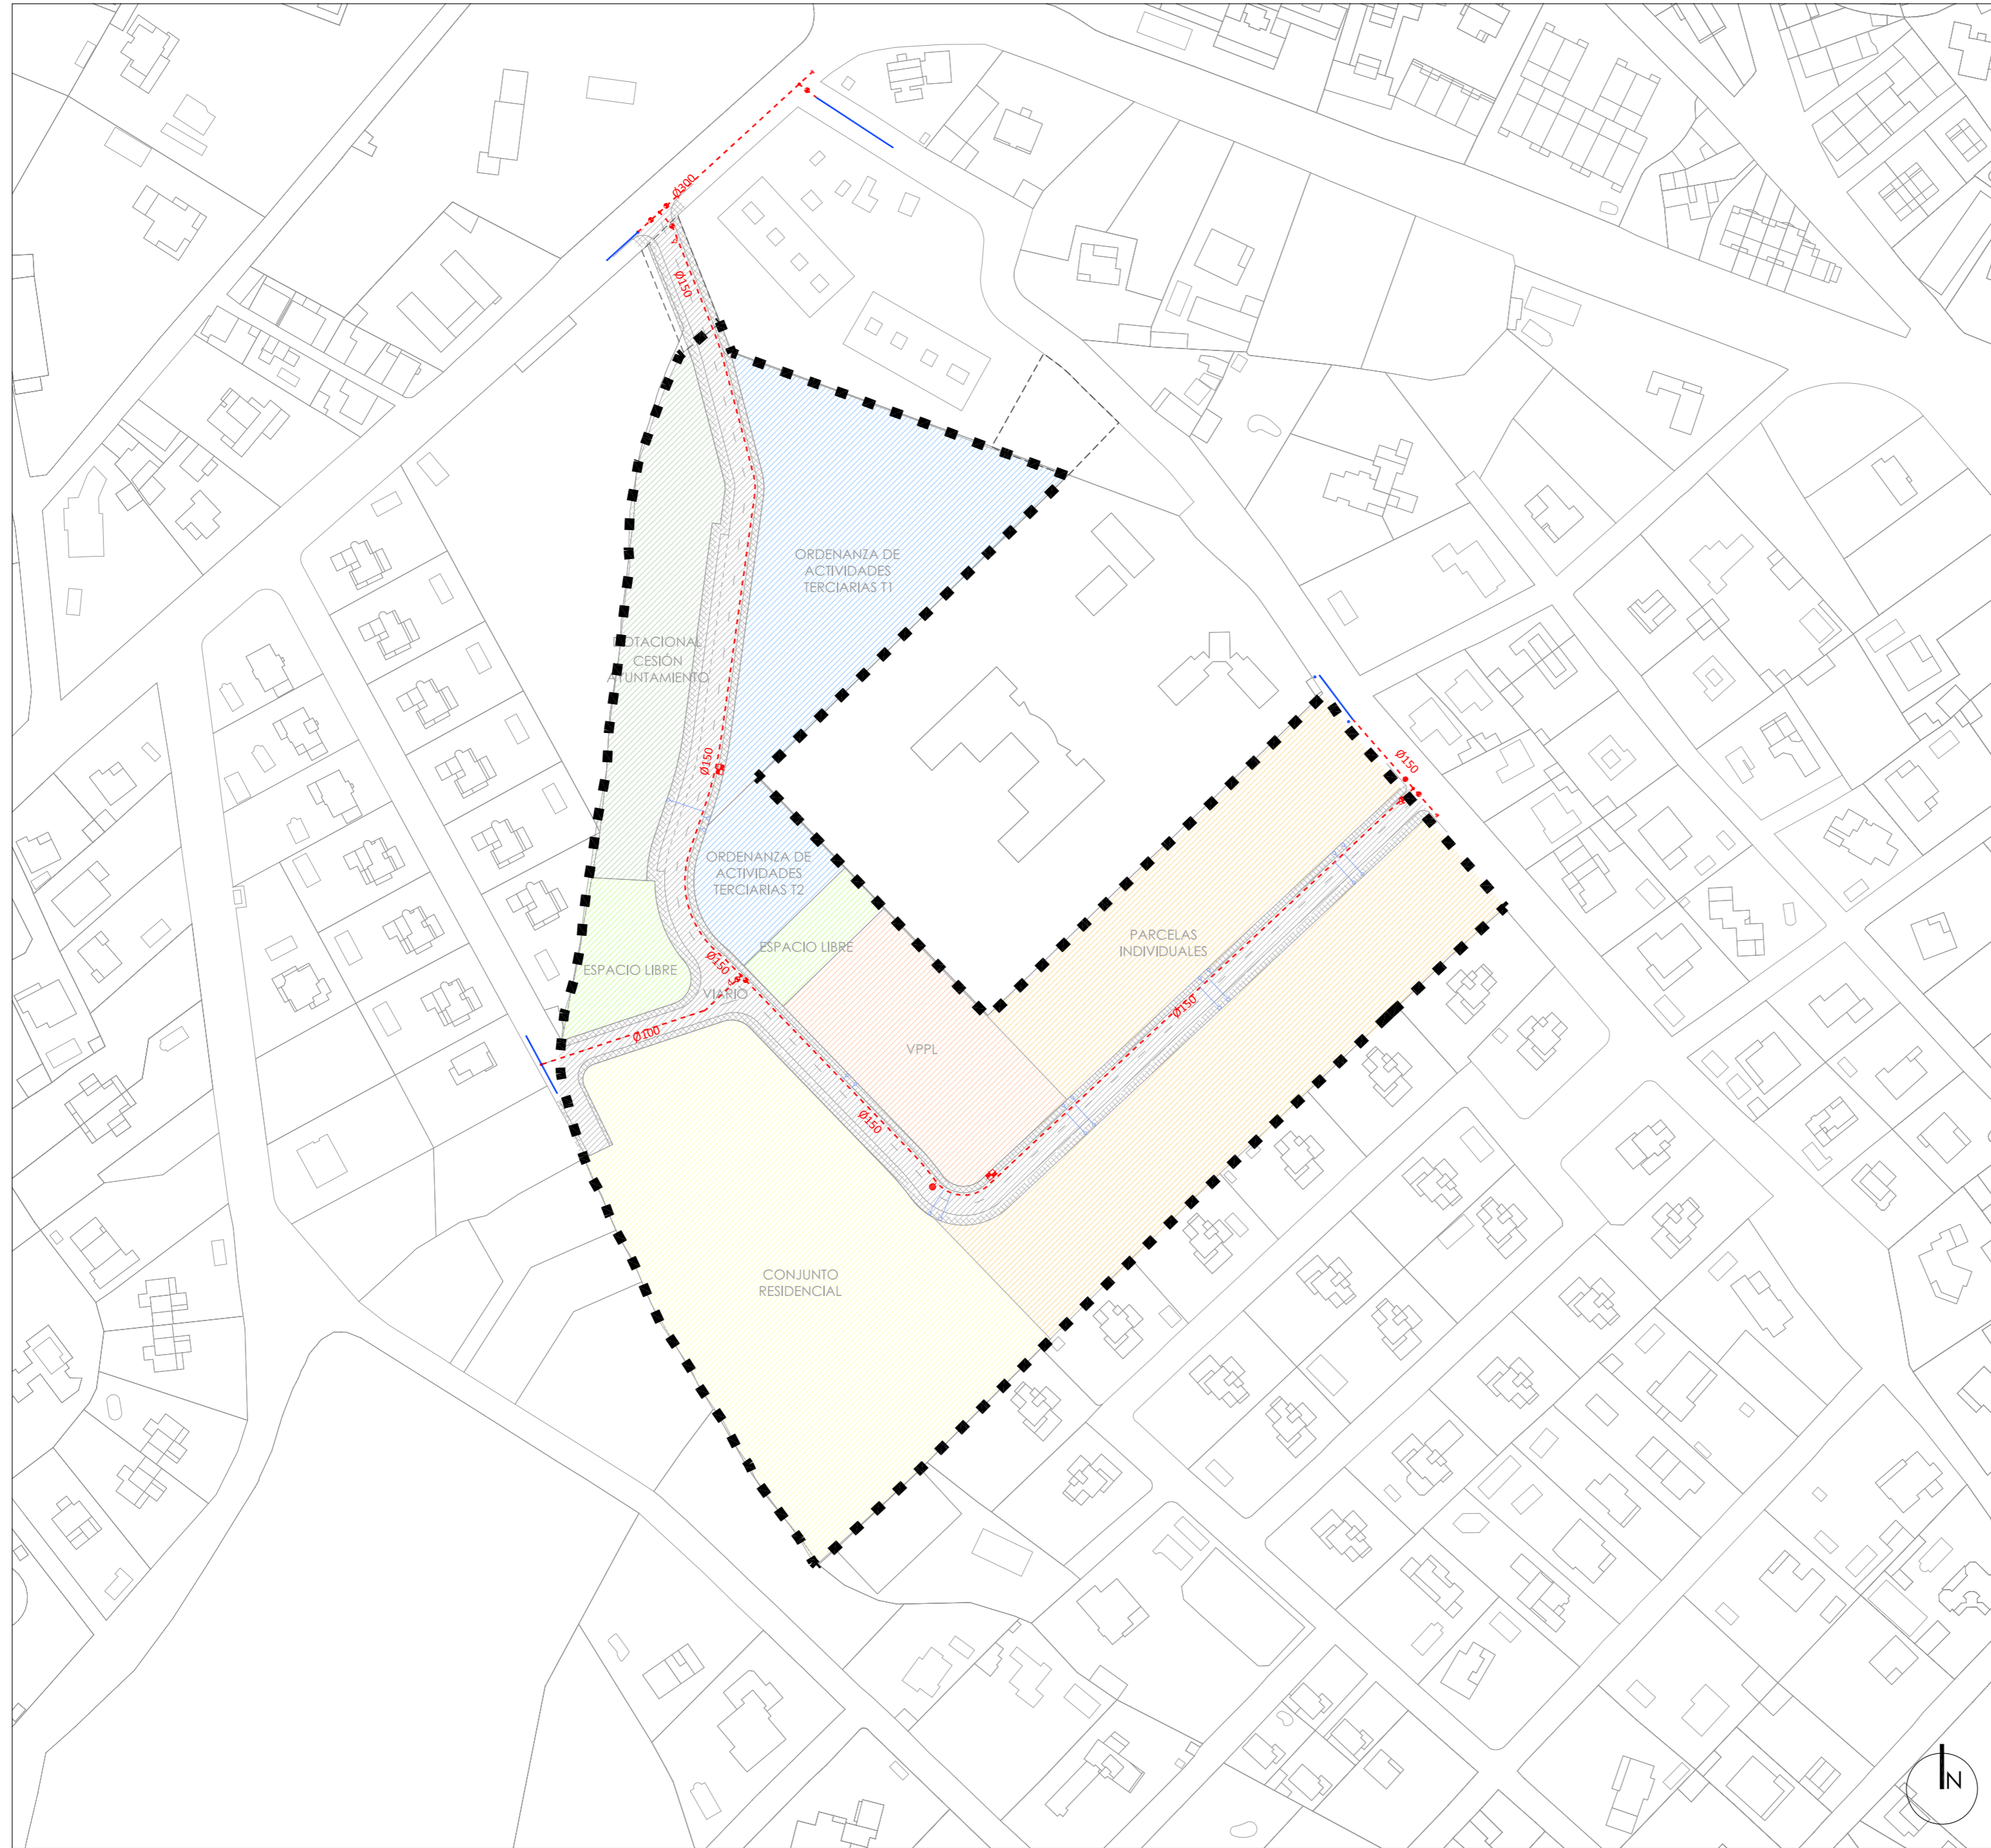 Ø300
Ø150
ORDENANZA DE
ACTIVIDADES
TERCIARIAS T1
DOTACIONAL
CESIÓN
AYUNTAMIENTO
Ø150
Ø150
ORDENANZA DE
ACTIVIDADES
TERCIARIAS T2
PARCELAS
INDIVIDUALES
ESPACIO LIBRE
ESPACIO LIBRE
Ø150
VIARIO
Ø150
Ø100
VPPL
Ø150
CONJUNTO
RESIDENCIAL
N